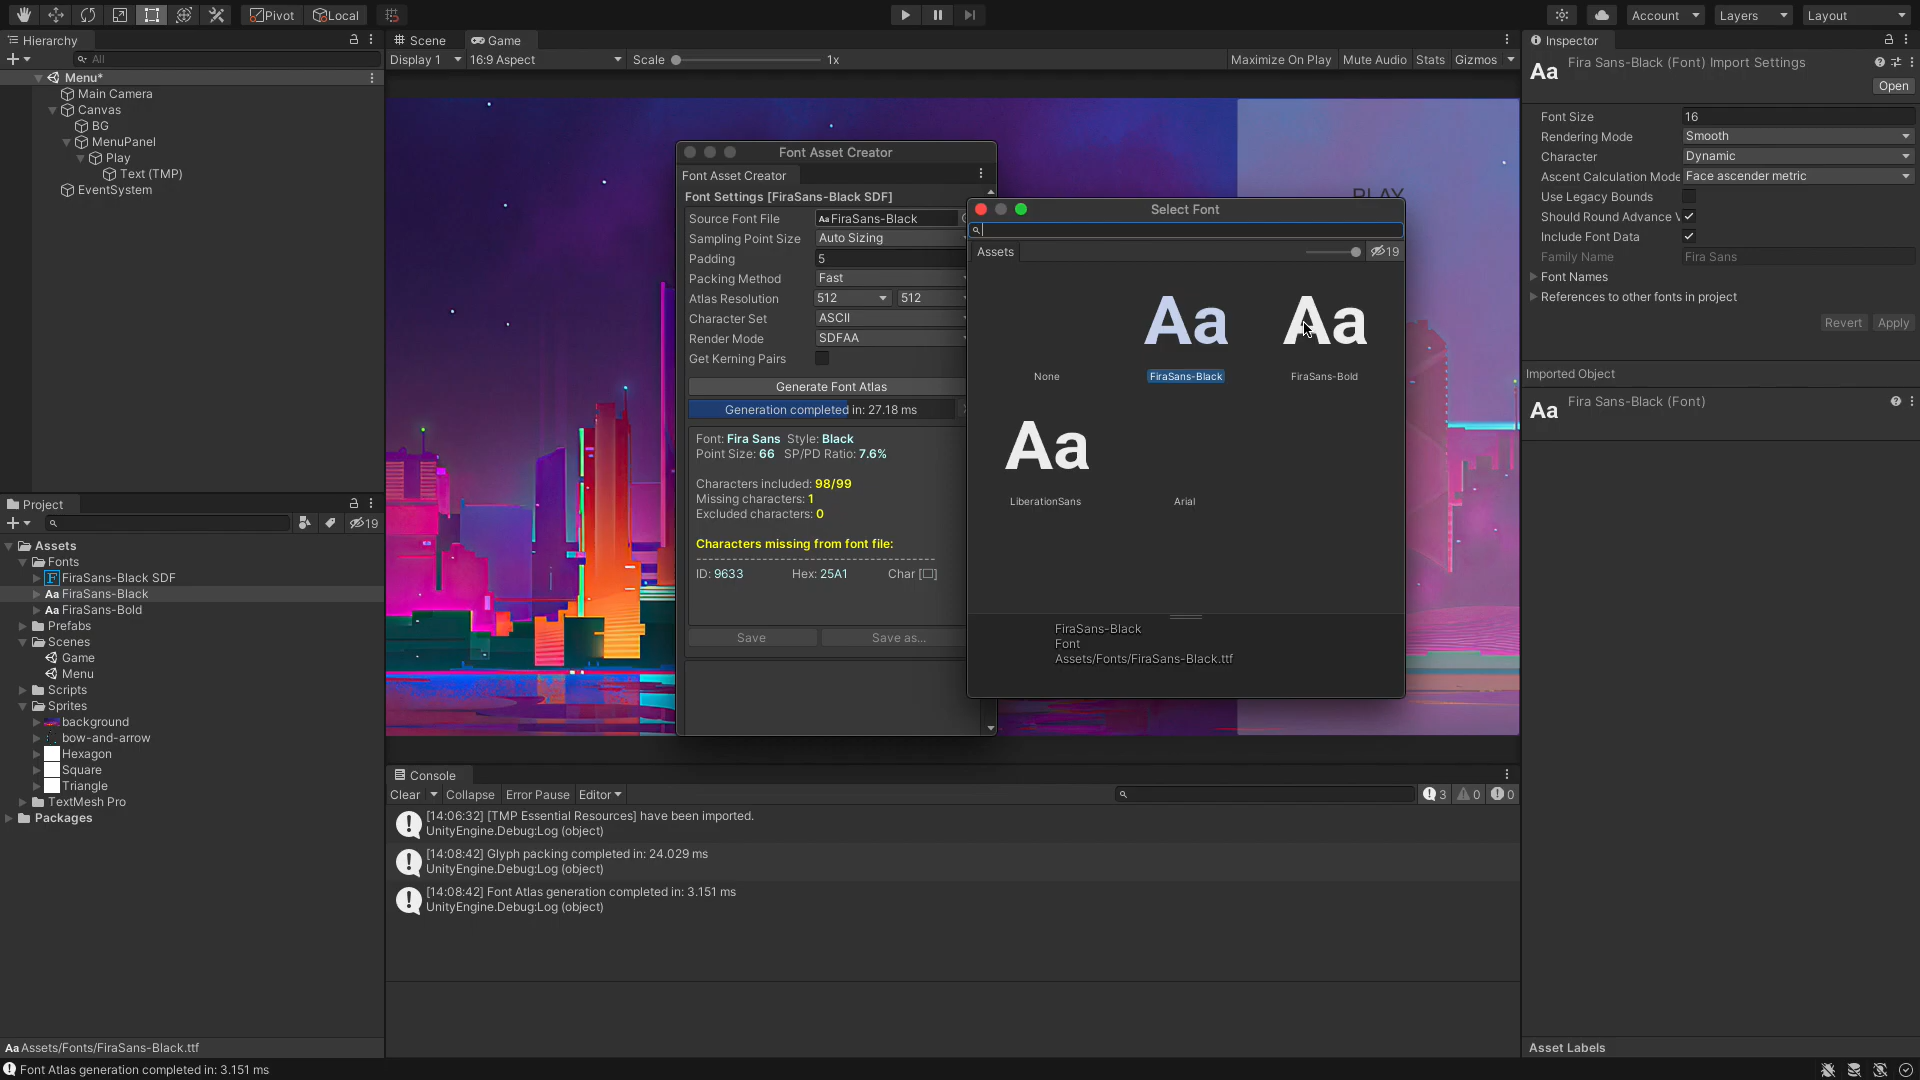 Pivot Local Account Layers Layout
Hierarchy
All
Menu*
Main Camera
Canvas
BG
MenuPanel
Play
Text (TMP)
EventSystem
Scene Game
Display 1 16:9 Aspect Scale 1x Maximize On Play Mute Audio Stats Gizmos
PLAY
Font Asset Creator
Font Asset Creator
Font Settings [FiraSans-Black SDF]
Source Font File Aa FiraSans-Black
Sampling Point Size Auto Sizing
Padding 5
Packing Method Fast
Atlas Resolution 512 512
Character Set ASCII
Render Mode SDFAA
Get Kerning Pairs
Generate Font Atlas
Generation completed in: 27.18 ms
Font: Fira Sans Style: Black
Point Size: 66 SP/PD Ratio: 7.6%
Characters included: 98/99
Missing characters: 1
Excluded characters: 0
Characters missing from font file:
----------------------------------------
ID: 9633 Hex: 25A1 Char [□]
Save Save as...
Select Font
Assets 19
Aa Aa
None FiraSans-Black FiraSans-Bold
Aa
LiberationSans Arial
FiraSans-Black
Font
Assets/Fonts/FiraSans-Black.ttf
Inspector
Aa Fira Sans-Black (Font) Import Settings
Open
Font Size 16
Rendering Mode Smooth
Character Dynamic
Ascent Calculation Mode Face ascender metric
Use Legacy Bounds
Should Round Advance V
Include Font Data
Family Name Fira Sans
Font Names
References to other fonts in project
Revert Apply
Imported Object
Aa Fira Sans-Black (Font)
Asset Labels
Project
19
Assets
Fonts
FiraSans-Black SDF
Aa FiraSans-Black
Aa FiraSans-Bold
Prefabs
Scenes
Game
Menu
Scripts
Sprites
background
bow-and-arrow
Hexagon
Square
Triangle
TextMesh Pro
Packages
Aa Assets/Fonts/FiraSans-Black.ttf
Console
Clear Collapse Error Pause Editor 3 0 0
[14:06:32] [TMP Essential Resources] have been imported.
UnityEngine.Debug:Log (object)
[14:08:42] Glyph packing completed in: 24.029 ms
UnityEngine.Debug:Log (object)
[14:08:42] Font Atlas generation completed in: 3.151 ms
UnityEngine.Debug:Log (object)
Font Atlas generation completed in: 3.151 ms